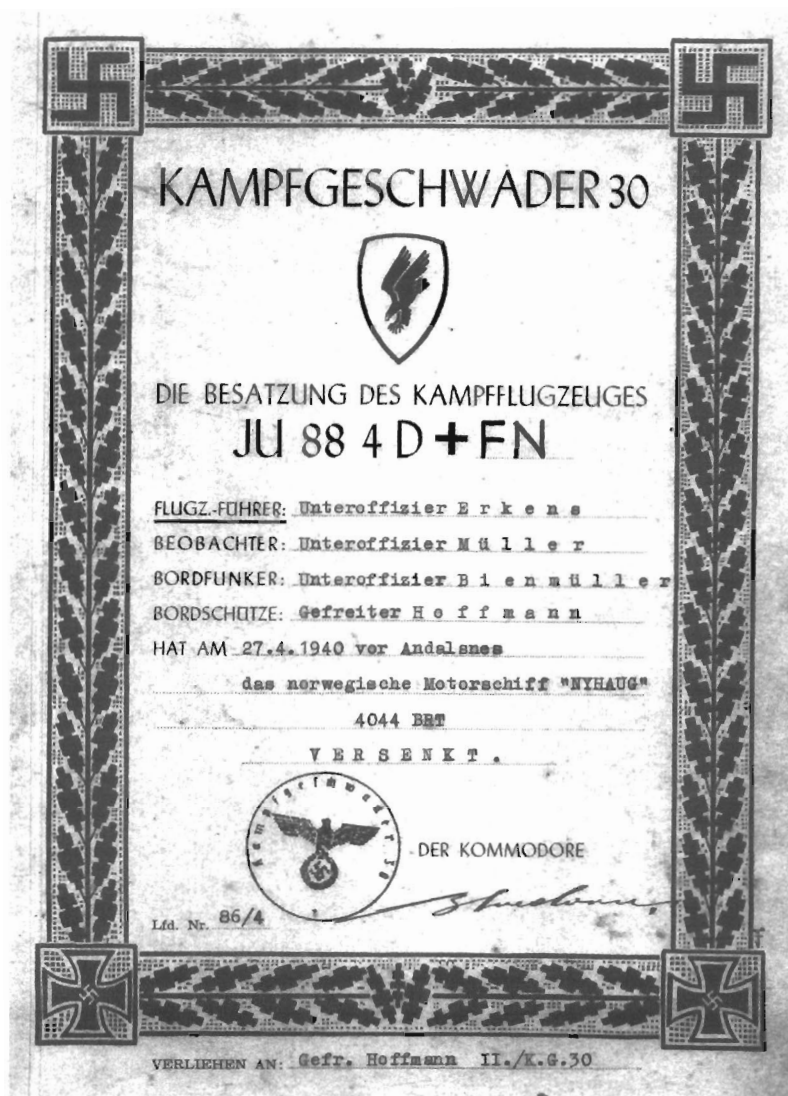 KAMPFGESCHWADER 30
DIE BESATZUNG DES KAMPFFLUGZEUGES
JU 88 4 D + F N
FLUGZ.-FÜHRER: Unteroffizier E r k e n s
BEOBACHTER: Unteroffizier M ü l l e r
BORDFUNKER: Unteroffizier B i e n m ü l l e r
BORDSCHÜTZE: Gefreiter H o f f m a n n
HAT AM 27.4.1940 vor Andalsnes
das norwegische Motorschiff "NYHAUG"
4044 BRT
V E R S E N K T .
Kampfgeschwader 30
DER KOMMODORE
Lfd. Nr. 86/4
VERLIEHEN AN: Gefr. Hoffmann II./K.G.30